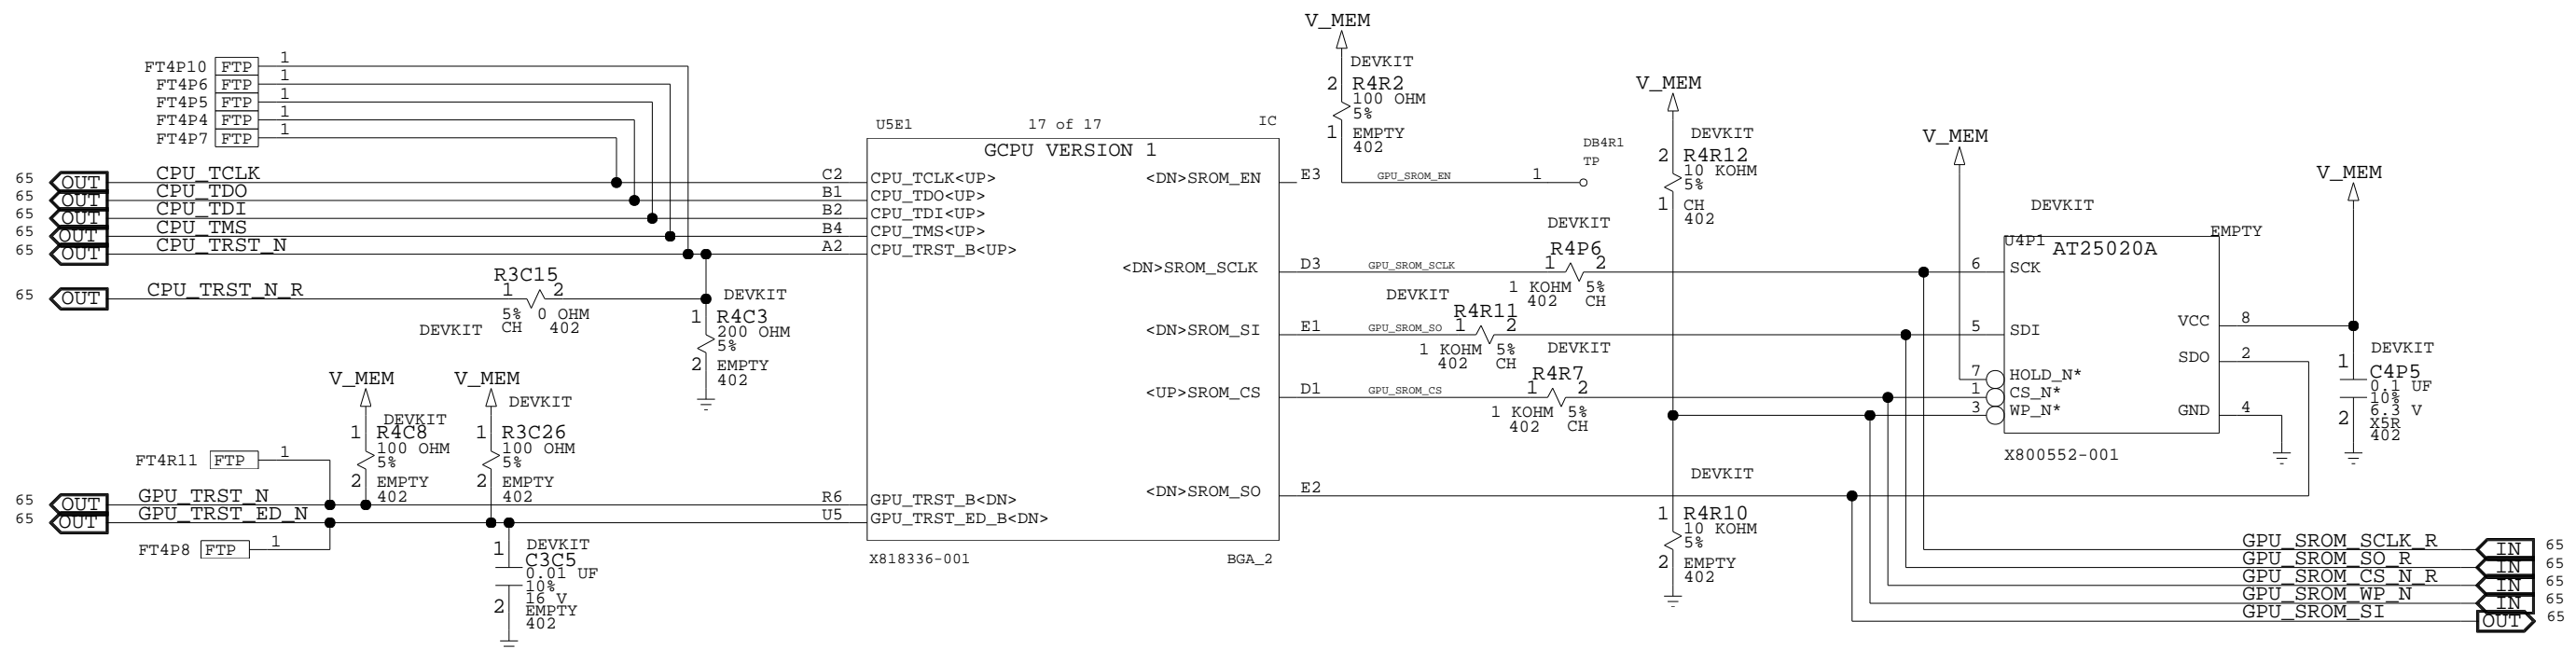 V_MEM
DEVKIT
2 R4R2
100 OHM
5%
1 EMPTY
402
FT4P10 FTP 1
FT4P6 FTP 1
FT4P5 FTP 1
FT4P4 FTP 1
FT4P7 FTP 1
65 OUT CPU_TCLK
65 OUT CPU_TDO
65 OUT CPU_TDI
65 OUT CPU_TMS
65 OUT CPU_TRST_N
65 OUT CPU_TRST_N_R
R3C15
1 2
5% 0 OHM
CH 402
DEVKIT
DEVKIT
1 R4C3
200 OHM
5%
2 EMPTY
402
V_MEM
DEVKIT
1 R4C8
100 OHM
5%
2 EMPTY
402
V_MEM
DEVKIT
1 R3C26
100 OHM
5%
2 EMPTY
402
FT4R11 FTP 1
65 OUT GPU_TRST_N
65 OUT GPU_TRST_ED_N
FT4P8 FTP 1
DEVKIT
1 C3C5
0.01 UF
10%
16 V
2 EMPTY
402
U5E1 17 of 17 IC
GCPU VERSION 1
C2 CPU_TCLK<UP>
B1 CPU_TDO<UP>
B2 CPU_TDI<UP>
B4 CPU_TMS<UP>
A2 CPU_TRST_B<UP>
R6 GPU_TRST_B<DN>
U5 GPU_TRST_ED_B<DN>
<DN>SROM_EN E3
<DN>SROM_SCLK D3
<DN>SROM_SI E1
<UP>SROM_CS D1
<DN>SROM_SO E2
X818336-001 BGA_2
GPU_SROM_EN 1
DB4R1
TP
V_MEM
DEVKIT
2 R4R12
10 KOHM
5%
1 CH
402
GPU_SROM_SCLK
DEVKIT
R4P6
1 2
1 KOHM 5%
402 CH
GPU_SROM_SO
DEVKIT
R4R11
1 2
1 KOHM 5%
402 CH
GPU_SROM_CS
DEVKIT
R4R7
1 2
1 KOHM 5%
402 CH
DEVKIT
1 R4R10
10 KOHM
5%
2 EMPTY
402
V_MEM
DEVKIT
U4P1 EMPTY
AT25020A
6 SCK
5 SDI
7 HOLD_N*
1 CS_N*
3 WP_N*
VCC 8
SDO 2
GND 4
X800552-001
V_MEM
DEVKIT
1 C4P5
0.1 UF
10%
6.3 V
2 X5R
402
GPU_SROM_SCLK_R IN 65
GPU_SROM_SO_R IN 65
GPU_SROM_CS_N_R IN 65
GPU_SROM_WP_N IN 65
GPU_SROM_SI OUT 65